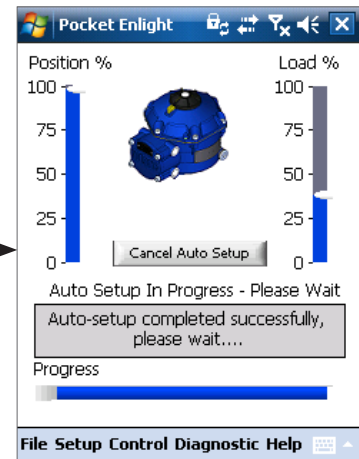 Pocket Enlight
Position %
Load %
100
75
50
25
0
100
75
50
25
0
Cancel Auto Setup
Auto Setup In Progress - Please Wait
Auto-setup completed successfully,
please wait....
Progress
File Setup Control Diagnostic Help